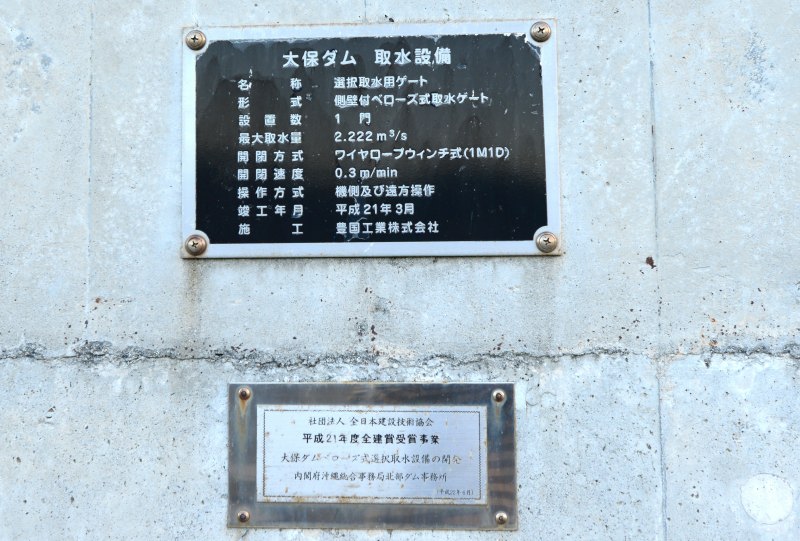 大保ダム 取水設備
名称 選択取水用ゲート
形式 側壁付ベローズ式取水ゲート
設置数 1 門
最大取水量 2.222 m³/s
開閉方式 ワイヤロープウィンチ式(1M1D)
開閉速度 0.3 m/min
操作方式 機側及び遠方操作
竣工年月 平成21年3月
施工 豊国工業株式会社
社団法人 全日本建設技術協会
平成21年度全建賞受賞事業
大保ダムベローズ式選択取水設備の開発
内閣府沖縄総合事務局北部ダム事務所